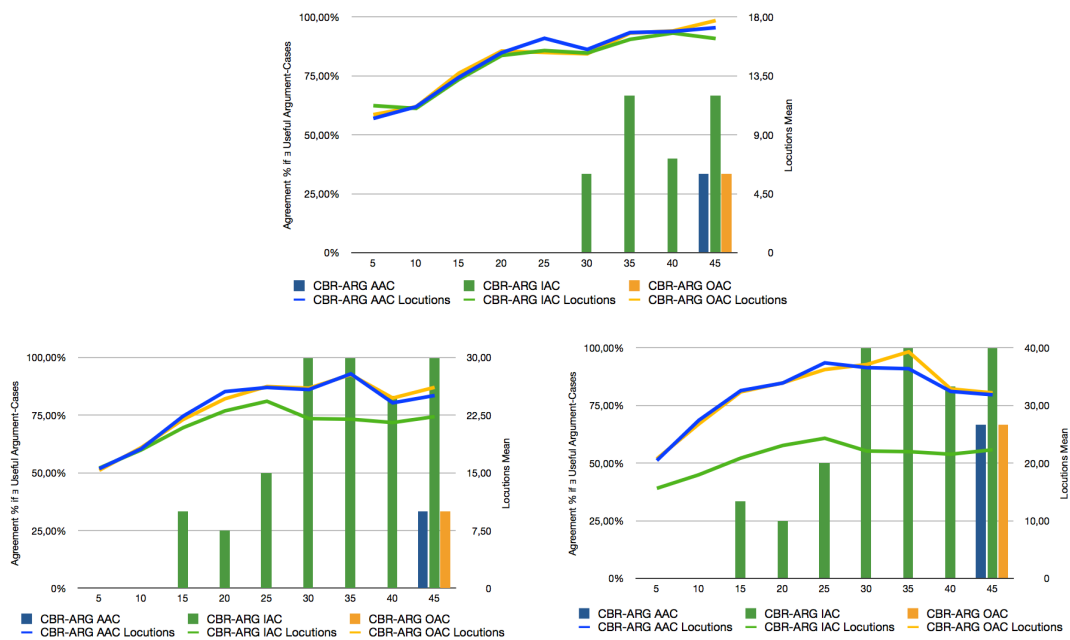 100,00% 18,00
75,00% 13,50
50,00% 9,00
25,00% 4,50
0% 0
Agreement % if ∃ Useful Argument-Cases
Locutions Mean
5 10 15 20 25 30 35 40 45
CBR-ARG AAC CBR-ARG IAC CBR-ARG OAC
CBR-ARG AAC Locutions CBR-ARG IAC Locutions CBR-ARG OAC Locutions
100,00% 30,00
75,00% 22,50
50,00% 15,00
25,00% 7,50
0% 0
Agreement % if ∃ Useful Argument-Cases
Locutions Mean
5 10 15 20 25 30 35 40 45
CBR-ARG AAC CBR-ARG IAC CBR-ARG OAC
CBR-ARG AAC Locutions CBR-ARG IAC Locutions CBR-ARG OAC Locutions
100,00% 40,00
75,00% 30,00
50,00% 20,00
25,00% 10,00
0% 0
Agreement % if ∃ Useful Argument-Cases
Locutions Mean
5 10 15 20 25 30 35 40 45
CBR-ARG AAC CBR-ARG IAC CBR-ARG OAC
CBR-ARG AAC Locutions CBR-ARG IAC Locutions CBR-ARG OAC Locutions